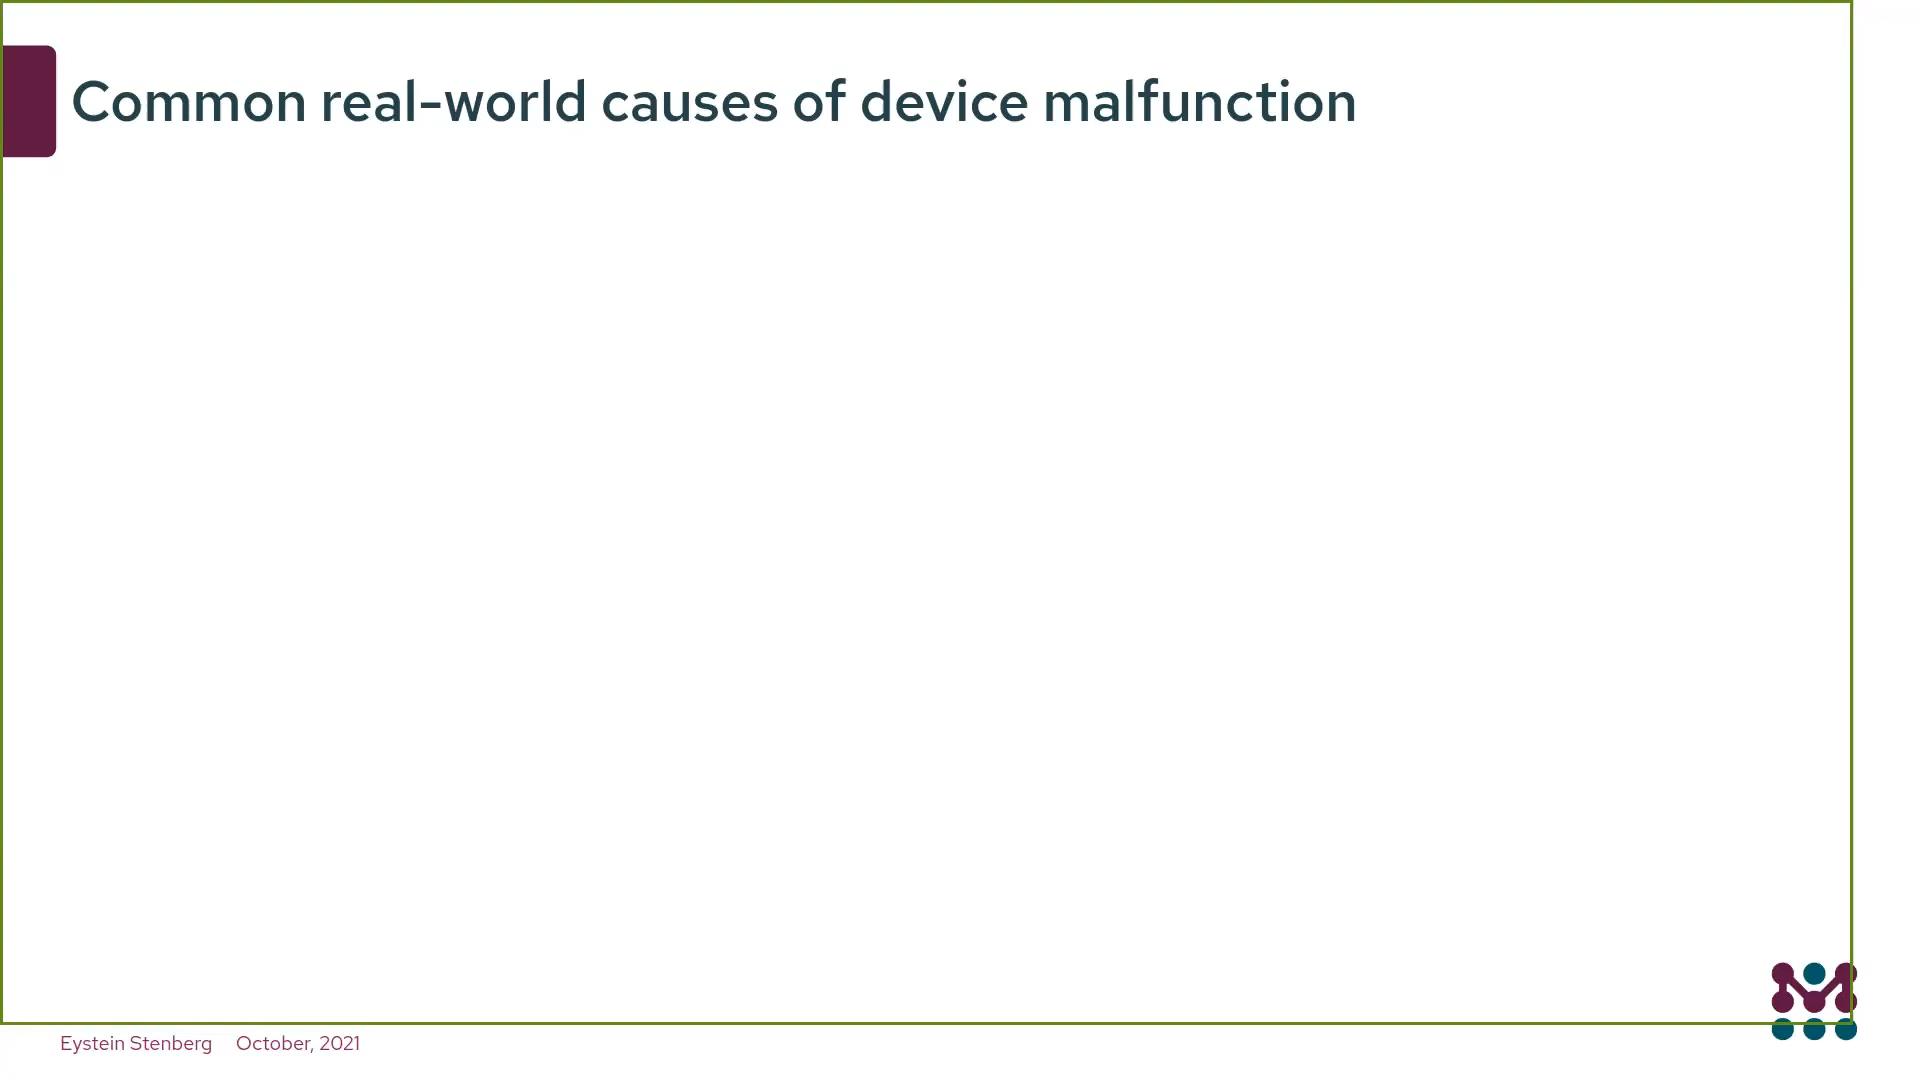 Common real-world causes of device malfunction
Eystein Stenberg October, 2021